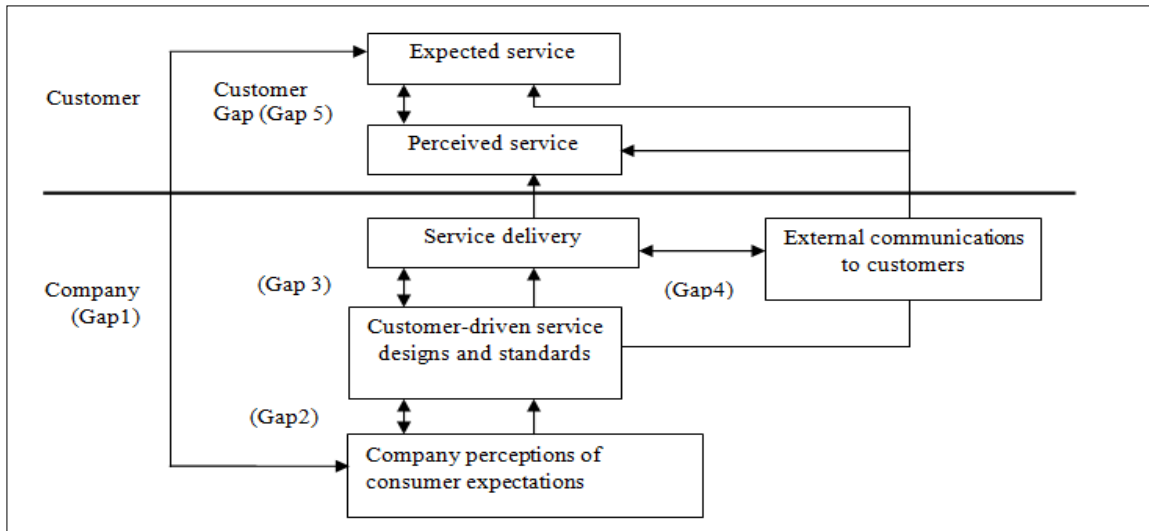 Expected service
Customer
Customer
Gap (Gap 5)
Perceived service
Service delivery
External communications
to customers
(Gap 3)
(Gap4)
Company
(Gap1)
Customer-driven service
designs and standards
(Gap2)
Company perceptions of
consumer expectations